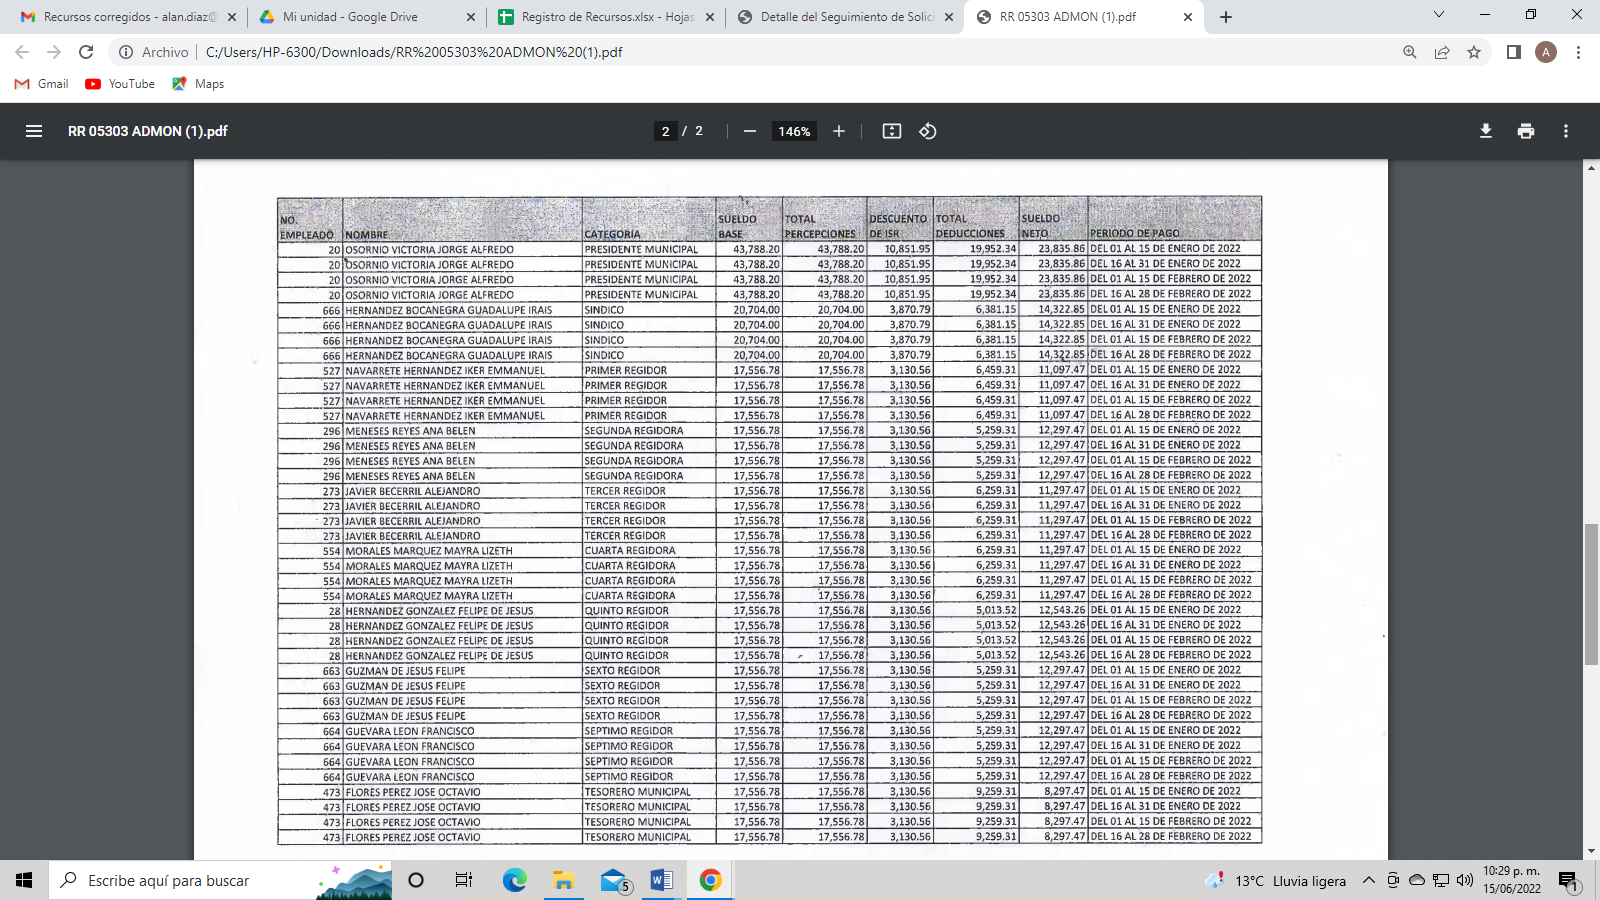 Recursos corregidos - alan.diaz@
Mi unidad - Google Drive
Registro de Recursos.xlsx - Hojas
Detalle del Seguimiento de Solici
RR 05303 ADMON (1).pdf
Archivo
C:/Users/HP-6300/Downloads/RR%2005303%20ADMON%20(1).pdf
A
Gmail
YouTube
Maps
RR 05303 ADMON (1).pdf
2 / 2
146%
NO. EMPLEADO NOMBRE CATEGORIA SUELDO BASE TOTAL PERCEPCIONES DESCUENTO DE ISR TOTAL DEDUCCIONES SUELDO NETO PERIODO DE PAGO
20 OSORNIO VICTORIA JORGE ALFREDO PRESIDENTE MUNICIPAL 43,788.20 43,788.20 10,851.95 19,952.34 23,835.86 DEL 01 AL 15 DE ENERO DE 2022
20 OSORNIO VICTORIA JORGE ALFREDO PRESIDENTE MUNICIPAL 43,788.20 43,788.20 10,851.95 19,952.34 23,835.86 DEL 16 AL 31 DE ENERO DE 2022
20 OSORNIO VICTORIA JORGE ALFREDO PRESIDENTE MUNICIPAL 43,788.20 43,788.20 10,851.95 19,952.34 23,835.86 DEL 01 AL 15 DE FEBRERO DE 2022
20 OSORNIO VICTORIA JORGE ALFREDO PRESIDENTE MUNICIPAL 43,788.20 43,788.20 10,851.95 19,952.34 23,835.86 DEL 16 AL 28 DE FEBRERO DE 2022
666 HERNANDEZ BOCANEGRA GUADALUPE IRAIS SINDICO 20,704.00 20,704.00 3,870.79 6,381.15 14,322.85 DEL 01 AL 15 DE ENERO DE 2022
666 HERNANDEZ BOCANEGRA GUADALUPE IRAIS SINDICO 20,704.00 20,704.00 3,870.79 6,381.15 14,322.85 DEL 16 AL 31 DE ENERO DE 2022
666 HERNANDEZ BOCANEGRA GUADALUPE IRAIS SINDICO 20,704.00 20,704.00 3,870.79 6,381.15 14,322.85 DEL 01 AL 15 DE FEBRERO DE 2022
666 HERNANDEZ BOCANEGRA GUADALUPE IRAIS SINDICO 20,704.00 20,704.00 3,870.79 6,381.15 14,322.85 DEL 16 AL 28 DE FEBRERO DE 2022
527 NAVARRETE HERNANDEZ IKER EMMANUEL PRIMER REGIDOR 17,556.78 17,556.78 3,130.56 6,459.31 11,097.47 DEL 01 AL 15 DE ENERO DE 2022
527 NAVARRETE HERNANDEZ IKER EMMANUEL PRIMER REGIDOR 17,556.78 17,556.78 3,130.56 6,459.31 11,097.47 DEL 16 AL 31 DE ENERO DE 2022
527 NAVARRETE HERNANDEZ IKER EMMANUEL PRIMER REGIDOR 17,556.78 17,556.78 3,130.56 6,459.31 11,097.47 DEL 01 AL 15 DE FEBRERO DE 2022
527 NAVARRETE HERNANDEZ IKER EMMANUEL PRIMER REGIDOR 17,556.78 17,556.78 3,130.56 6,459.31 11,097.47 DEL 16 AL 28 DE FEBRERO DE 2022
296 MENESES REYES ANA BELEN SEGUNDA REGIDORA 17,556.78 17,556.78 3,130.56 5,259.31 12,297.47 DEL 01 AL 15 DE ENERO DE 2022
296 MENESES REYES ANA BELEN SEGUNDA REGIDORA 17,556.78 17,556.78 3,130.56 5,259.31 12,297.47 DEL 16 AL 31 DE ENERO DE 2022
296 MENESES REYES ANA BELEN SEGUNDA REGIDORA 17,556.78 17,556.78 3,130.56 5,259.31 12,297.47 DEL 01 AL 15 DE FEBRERO DE 2022
296 MENESES REYES ANA BELEN SEGUNDA REGIDORA 17,556.78 17,556.78 3,130.56 5,259.31 12,297.47 DEL 16 AL 28 DE FEBRERO DE 2022
273 JAVIER BECERRIL ALEJANDRO TERCER REGIDOR 17,556.78 17,556.78 3,130.56 6,259.31 11,297.47 DEL 01 AL 15 DE ENERO DE 2022
273 JAVIER BECERRIL ALEJANDRO TERCER REGIDOR 17,556.78 17,556.78 3,130.56 6,259.31 11,297.47 DEL 16 AL 31 DE ENERO DE 2022
273 JAVIER BECERRIL ALEJANDRO TERCER REGIDOR 17,556.78 17,556.78 3,130.56 6,259.31 11,297.47 DEL 01 AL 15 DE FEBRERO DE 2022
273 JAVIER BECERRIL ALEJANDRO TERCER REGIDOR 17,556.78 17,556.78 3,130.56 6,259.31 11,297.47 DEL 16 AL 28 DE FEBRERO DE 2022
554 MORALES MARQUEZ MAYRA LIZETH CUARTA REGIDORA 17,556.78 17,556.78 3,130.56 6,259.31 11,297.47 DEL 01 AL 15 DE ENERO DE 2022
554 MORALES MARQUEZ MAYRA LIZETH CUARTA REGIDORA 17,556.78 17,556.78 3,130.56 6,259.31 11,297.47 DEL 16 AL 31 DE ENERO DE 2022
554 MORALES MARQUEZ MAYRA LIZETH CUARTA REGIDORA 17,556.78 17,556.78 3,130.56 6,259.31 11,297.47 DEL 01 AL 15 DE FEBRERO DE 2022
554 MORALES MARQUEZ MAYRA LIZETH CUARTA REGIDORA 17,556.78 17,556.78 3,130.56 6,259.31 11,297.47 DEL 16 AL 28 DE FEBRERO DE 2022
28 HERNANDEZ GONZALEZ FELIPE DE JESUS QUINTO REGIDOR 17,556.78 17,556.78 3,130.56 5,013.52 12,543.26 DEL 01 AL 15 DE ENERO DE 2022
28 HERNANDEZ GONZALEZ FELIPE DE JESUS QUINTO REGIDOR 17,556.78 17,556.78 3,130.56 5,013.52 12,543.26 DEL 16 AL 31 DE ENERO DE 2022
28 HERNANDEZ GONZALEZ FELIPE DE JESUS QUINTO REGIDOR 17,556.78 17,556.78 3,130.56 5,013.52 12,543.26 DEL 01 AL 15 DE FEBRERO DE 2022
28 HERNANDEZ GONZALEZ FELIPE DE JESUS QUINTO REGIDOR 17,556.78 17,556.78 3,130.56 5,013.52 12,543.26 DEL 16 AL 28 DE FEBRERO DE 2022
663 GUZMAN DE JESUS FELIPE SEXTO REGIDOR 17,556.78 17,556.78 3,130.56 5,259.31 12,297.47 DEL 01 AL 15 DE ENERO DE 2022
663 GUZMAN DE JESUS FELIPE SEXTO REGIDOR 17,556.78 17,556.78 3,130.56 5,259.31 12,297.47 DEL 16 AL 31 DE ENERO DE 2022
663 GUZMAN DE JESUS FELIPE SEXTO REGIDOR 17,556.78 17,556.78 3,130.56 5,259.31 12,297.47 DEL 01 AL 15 DE FEBRERO DE 2022
663 GUZMAN DE JESUS FELIPE SEXTO REGIDOR 17,556.78 17,556.78 3,130.56 5,259.31 12,297.47 DEL 16 AL 28 DE FEBRERO DE 2022
664 GUEVARA LEON FRANCISCO SEPTIMO REGIDOR 17,556.78 17,556.78 3,130.56 5,259.31 12,297.47 DEL 01 AL 15 DE ENERO DE 2022
664 GUEVARA LEON FRANCISCO SEPTIMO REGIDOR 17,556.78 17,556.78 3,130.56 5,259.31 12,297.47 DEL 16 AL 31 DE ENERO DE 2022
664 GUEVARA LEON FRANCISCO SEPTIMO REGIDOR 17,556.78 17,556.78 3,130.56 5,259.31 12,297.47 DEL 01 AL 15 DE FEBRERO DE 2022
664 GUEVARA LEON FRANCISCO SEPTIMO REGIDOR 17,556.78 17,556.78 3,130.56 5,259.31 12,297.47 DEL 16 AL 28 DE FEBRERO DE 2022
473 FLORES PEREZ JOSE OCTAVIO TESORERO MUNICIPAL 17,556.78 17,556.78 3,130.56 9,259.31 8,297.47 DEL 01 AL 15 DE ENERO DE 2022
473 FLORES PEREZ JOSE OCTAVIO TESORERO MUNICIPAL 17,556.78 17,556.78 3,130.56 9,259.31 8,297.47 DEL 16 AL 31 DE ENERO DE 2022
473 FLORES PEREZ JOSE OCTAVIO TESORERO MUNICIPAL 17,556.78 17,556.78 3,130.56 9,259.31 8,297.47 DEL 01 AL 15 DE FEBRERO DE 2022
473 FLORES PEREZ JOSE OCTAVIO TESORERO MUNICIPAL 17,556.78 17,556.78 3,130.56 9,259.31 8,297.47 DEL 16 AL 28 DE FEBRERO DE 2022
Escribe aquí para buscar
5
13°C Lluvia ligera
10:29 p. m.
15/06/2022
1